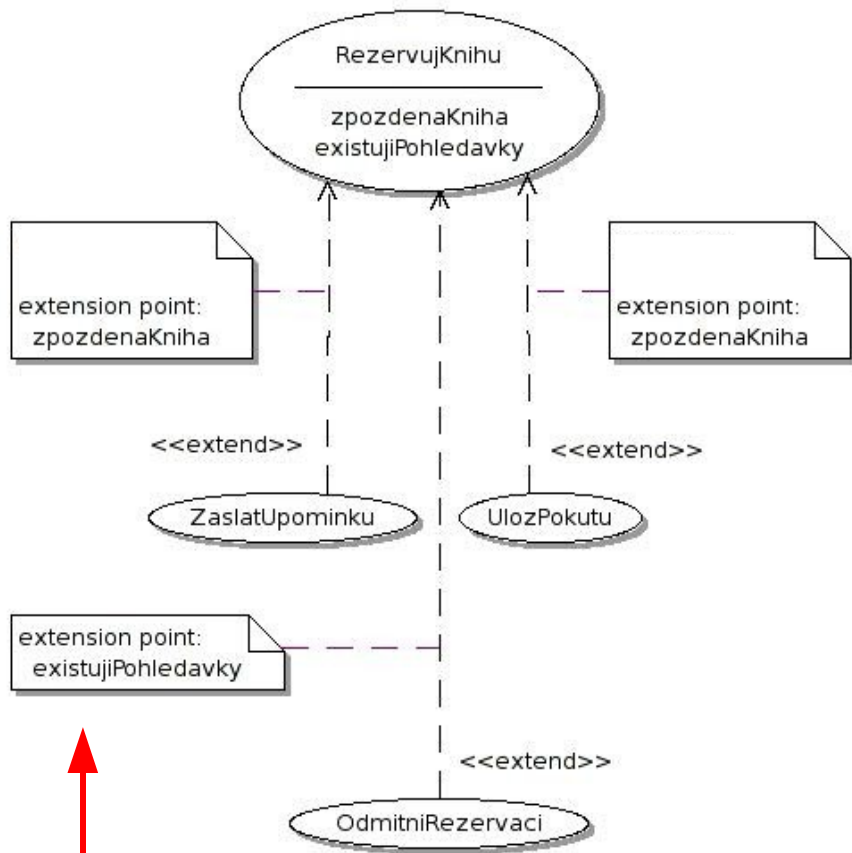 RezervujKnihu
zpozdenaKniha
existujiPohledavky
extension point:
zpozdenaKniha
extension point:
zpozdenaKniha
<<extend>>
<<extend>>
ZaslatUpominku
UlozPokutu
extension point:
existujiPohledavky
<<extend>>
OdmitniRezervaci